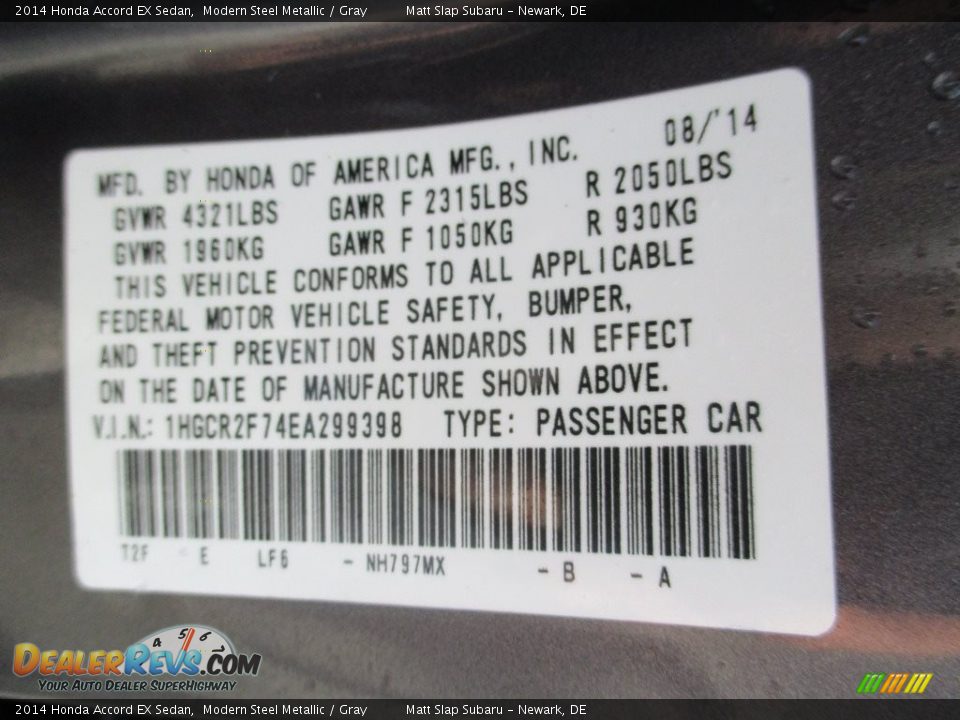 2014 Honda Accord EX Sedan, Modern Steel Metallic / Gray Matt Slap Subaru - Newark, DE
08/'14
MFD. BY HONDA OF AMERICA MFG., INC.
GVWR 4321LBS GAWR F 2315LBS R 2050LBS
GVWR 1960KG GAWR F 1050KG R 930KG
THIS VEHICLE CONFORMS TO ALL APPLICABLE
FEDERAL MOTOR VEHICLE SAFETY, BUMPER,
AND THEFT PREVENTION STANDARDS IN EFFECT
ON THE DATE OF MANUFACTURE SHOWN ABOVE.
V.I.N.: 1HGCR2F74EA299398 TYPE: PASSENGER CAR
T2F E LF6 - NH797MX - B - A
4 5 6
DEALERREVS.COM
YOUR AUTO DEALER SUPERHIGHWAY
2014 Honda Accord EX Sedan, Modern Steel Metallic / Gray Matt Slap Subaru - Newark, DE